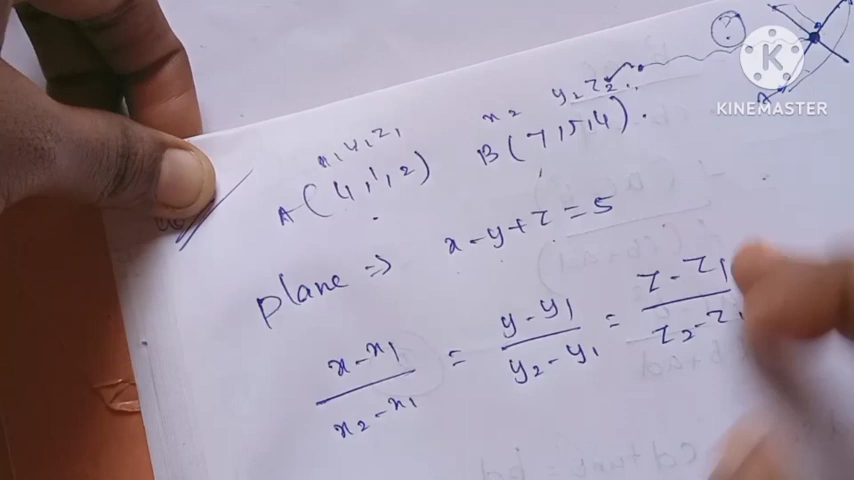 K
KINEMASTER
x₁ y₁ z₁ x₂ y₂ z₂
A (4, 1, 2) B (7, 5, 4).
plane ⇒ x - y + z = 5
x - x₁ / x₂ - x₁ = y - y₁ / y₂ - y₁ = z - z₁ / z₂ - z₁